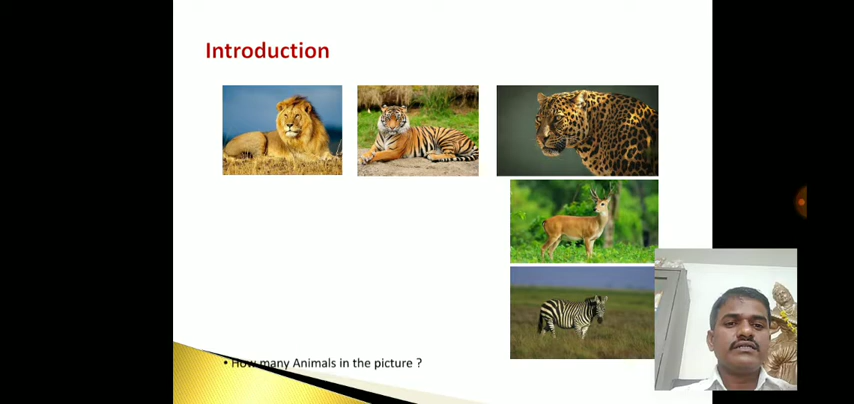 Introduction
• How many Animals in the picture ?